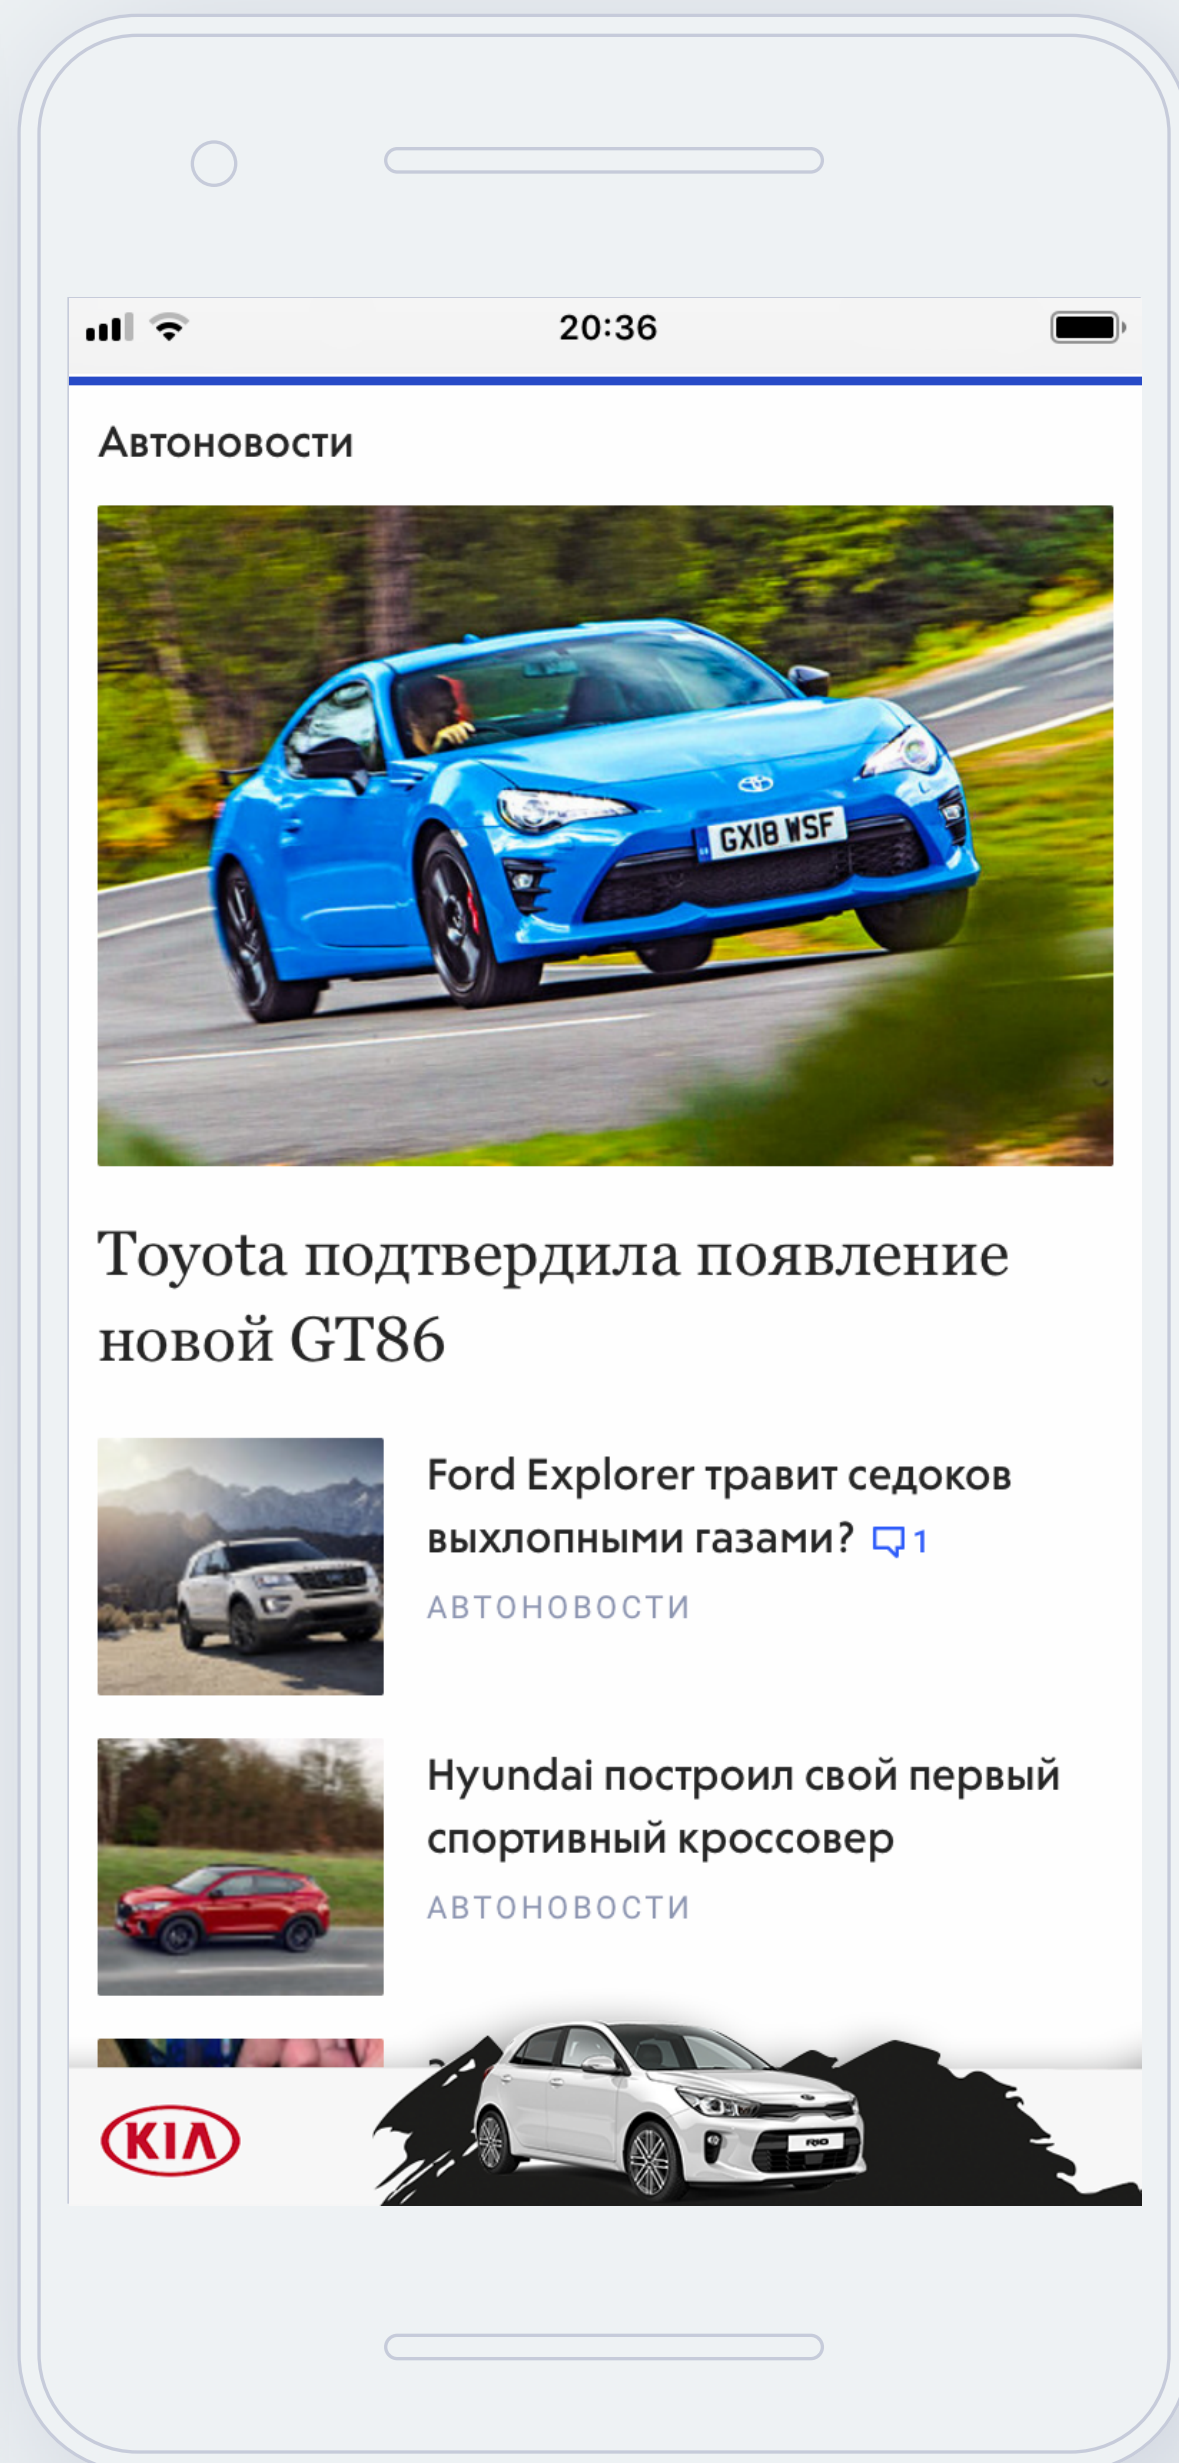 20:36
Автоновости
GX18 WSF
Toyota подтвердила появление
новой GT86
Ford Explorer травит седоков
выхлопными газами? 1
АВТОНОВОСТИ
Hyundai построил свой первый
спортивный кроссовер
АВТОНОВОСТИ
KIA
RIO